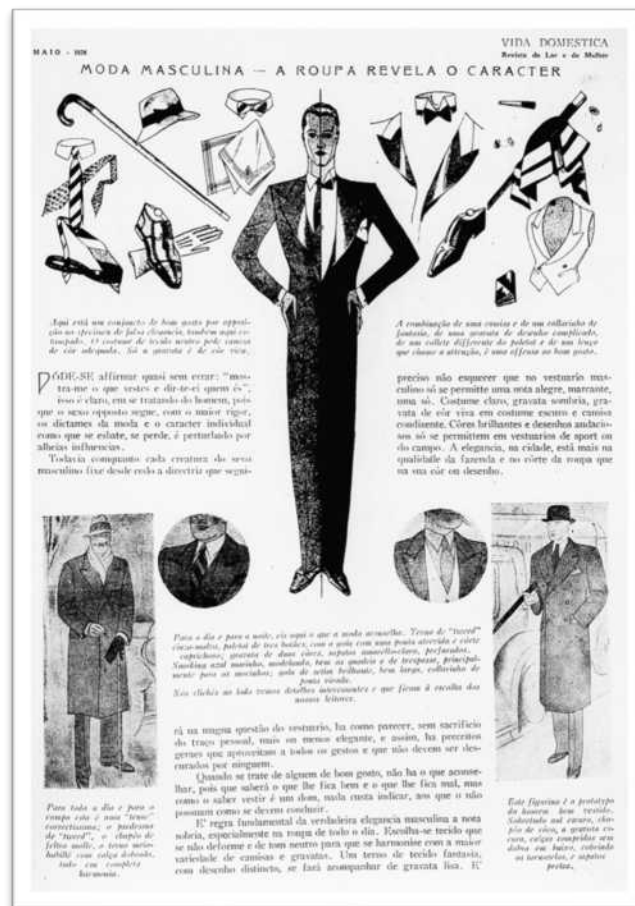 MAIO - 1930
VIDA DOMESTICA
Revista do Lar e da Mulher
MODA MASCULINA — A ROUPA REVELA O CARACTER
Aqui está um conjuncto de bom gosto por opposi-
ção ao specimen de falsa elegancia, tambem aqui es-
tampado. O costume de tecido neutro pede camisa
de côr adequada. Só a gravata é de côr viva.
A combinação de uma camisa e de um collarinho de
fantasia, de uma gravata de desenho complicado,
de um collete differente do paletot e de um lenço
que chame a attenção, é uma offensa ao bom gosto.
PÓDE-SE affirmar quasi sem errar: "mos-
tra-me o que vestes e dir-te-ei quem és",
isso é claro, em se tratando do homem, pois
que o sexo opposto segue, com o maior rigor,
os dictames da moda e o caracter individual
como que se esbate, se perde, é perturbado por
alheias influencias.
Todavia comquanto cada creatura do sexo
masculino fixe desde cedo a directriz que segui-
preciso não esquecer que no vestuario mas-
culino só se permitte uma nota alegre, marcante,
uma só. Costume claro, gravata sombria, gra-
vata de côr viva em costume escuro e camisa
condizente. Côres brilhantes e desenhos audacio-
sos só se permittem em vestuarios de sport ou
do campo. A elegancia, na cidade, está mais na
qualidade da fazenda e no córte da roupa que
na sua côr ou desenho.
Para o dia e para a noite, eis aqui o que a moda aconselha. Terno de "tweed"
cinza-malva, paletot de tres botões, com a gola com uma ponta atrevida e córte
caprichoso; gravata de duas côres, sapatos amarello-claro, perfurados.
Smoking azul marinho, modelando bem os quadris e de trespasse, principal-
mente para as mocinhos; gola de setim brilhante, bem larga, collarinho de
ponta virada.
Nos clichés ao lado temos detalhes interessantes e que ficam á escolha dos
nossos leitores.
rá na magna questão do vestuario, ha como parecer, sem sacrificio
do traço pessoal, mais ou menos elegante, e assim, ha preceitos
geraes que aproveitam a todos os gestos e que não devem ser des-
curados por ninguem.
Quando se trate de alguem de bom gosto, não ha o que aconse-
lhar, pois que saberá o que lhe fica bem e o que lhe fica mal, mas
como o saber vestir é um dom, nada custa indicar, aos que o não
possuam como se devem conduzir.
E' regra fundamental da verdadeira elegancia masculina a nota
sobria, especialmente na roupa de todo o dia. Escolha-se tecido que
se não deforme e de tom neutro para que se harmonise com a maior
variedade de camisas e gravatas. Um terno de tecido fantasia,
com desenho distincto, se fará acompanhar de gravata lisa. E'
Para todo o dia e para o
campo esta é uma "tenue"
correctissima; o pardessus
de "tweed", o chapéo de
feltro molle, o terno meio-
habillé com calça dobrada,
tudo em completa
harmonia.
Este figurino é o prototypo
do homem bem vestido.
Sobretudo azul escuro, cha-
péo de côco, a gravata es-
cura, calças compridas sem
dobra em baixo, cobrindo
os tornozelos, e sapatos
pretos.